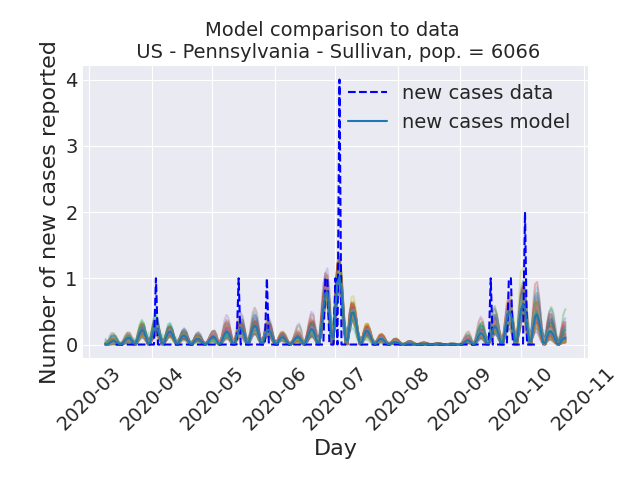 Model comparison to data
US - Pennsylvania - Sullivan, pop. = 6066
Number of new cases reported
4
3
2
1
0
new cases data
new cases model
2020-03
2020-04
2020-05
2020-06
2020-07
2020-08
2020-09
2020-10
2020-11
Day